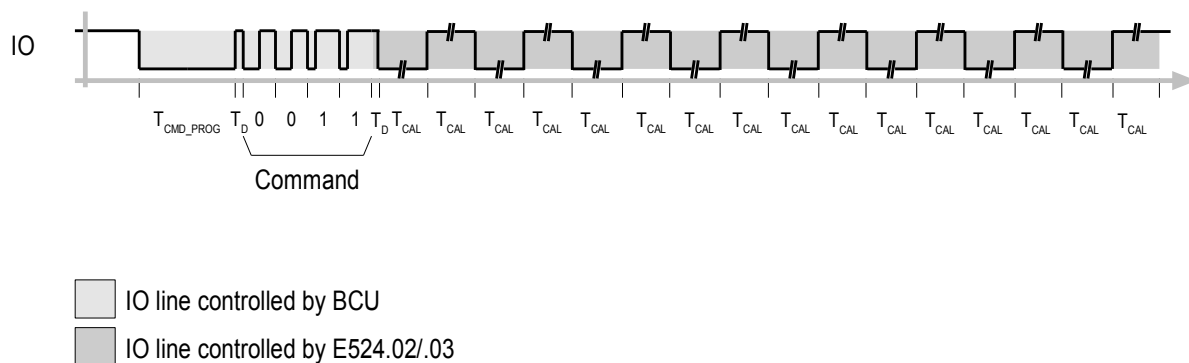 IO
T_CMD_PROG T_D 0 0 1 1 T_D T_CAL T_CAL T_CAL T_CAL T_CAL T_CAL T_CAL T_CAL T_CAL T_CAL T_CAL T_CAL T_CAL T_CAL T_CAL T_CAL
Command
IO line controlled by BCU
IO line controlled by E524.02/.03